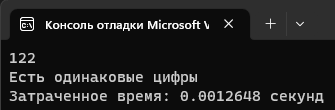 Консоль отладки Microsoft V
122
Есть одинаковые цифры
Затраченное время: 0.0012648 секунд